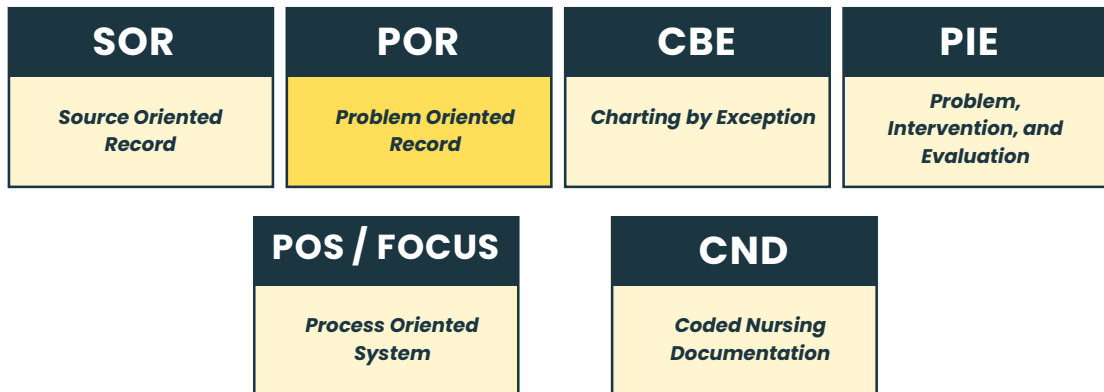 SOR
Source Oriented
Record
POR
Problem Oriented
Record
CBE
Charting by Exception
PIE
Problem,
Intervention, and
Evaluation
POS / FOCUS
Process Oriented
System
CND
Coded Nursing
Documentation